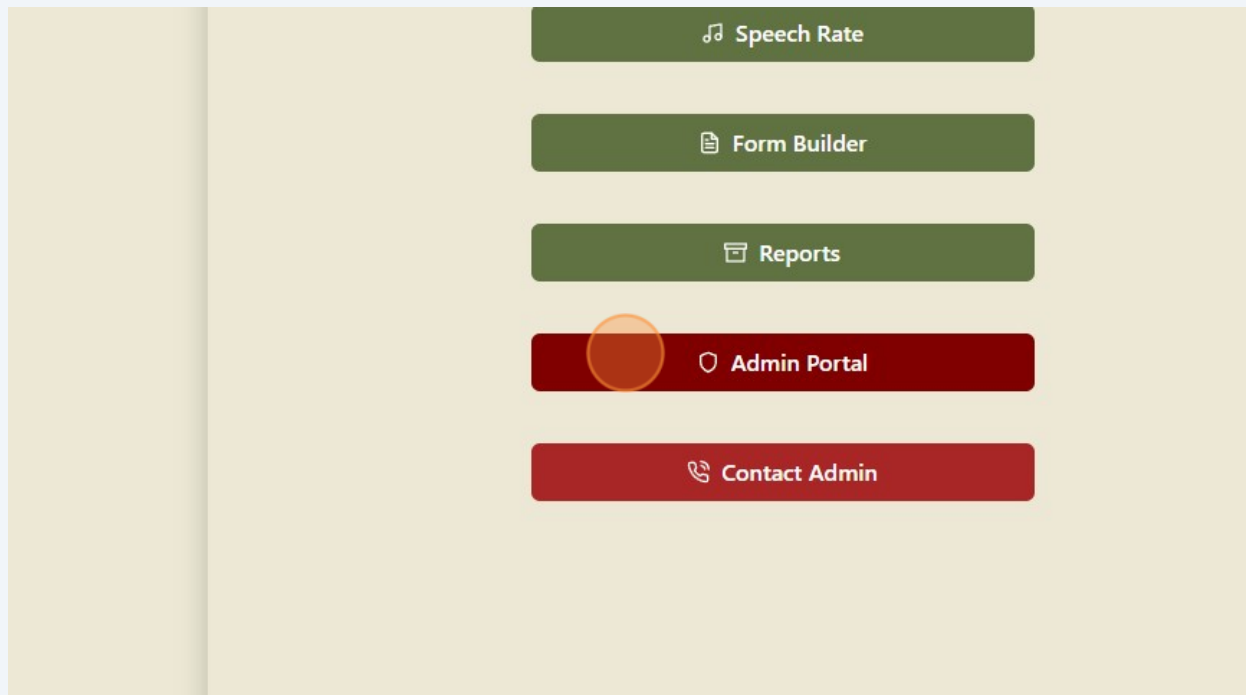 Speech Rate
Form Builder
Reports
Admin Portal
Contact Admin